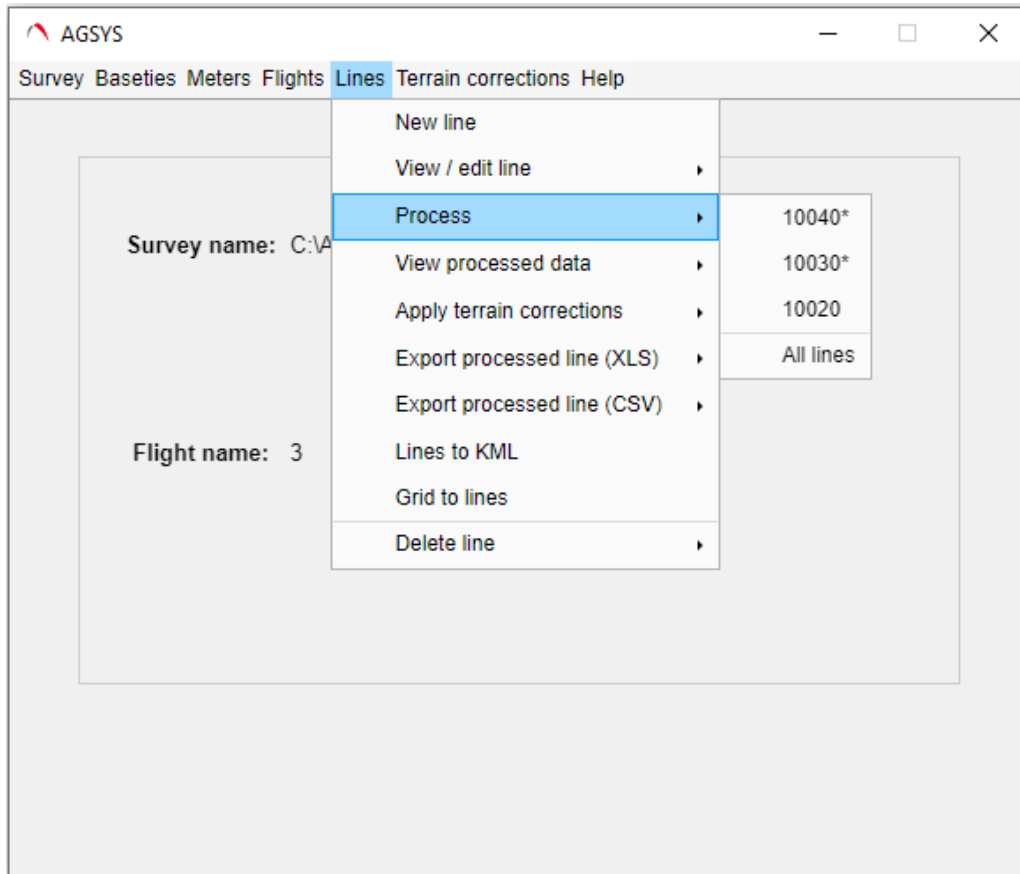 AGSYS
Survey Baseties Meters Flights Lines Terrain corrections Help
New line
View / edit line
Process
10040*
Survey name: C:\A
View processed data
10030*
Apply terrain corrections
10020
Export processed line (XLS)
All lines
Export processed line (CSV)
Flight name: 3
Lines to KML
Grid to lines
Delete line